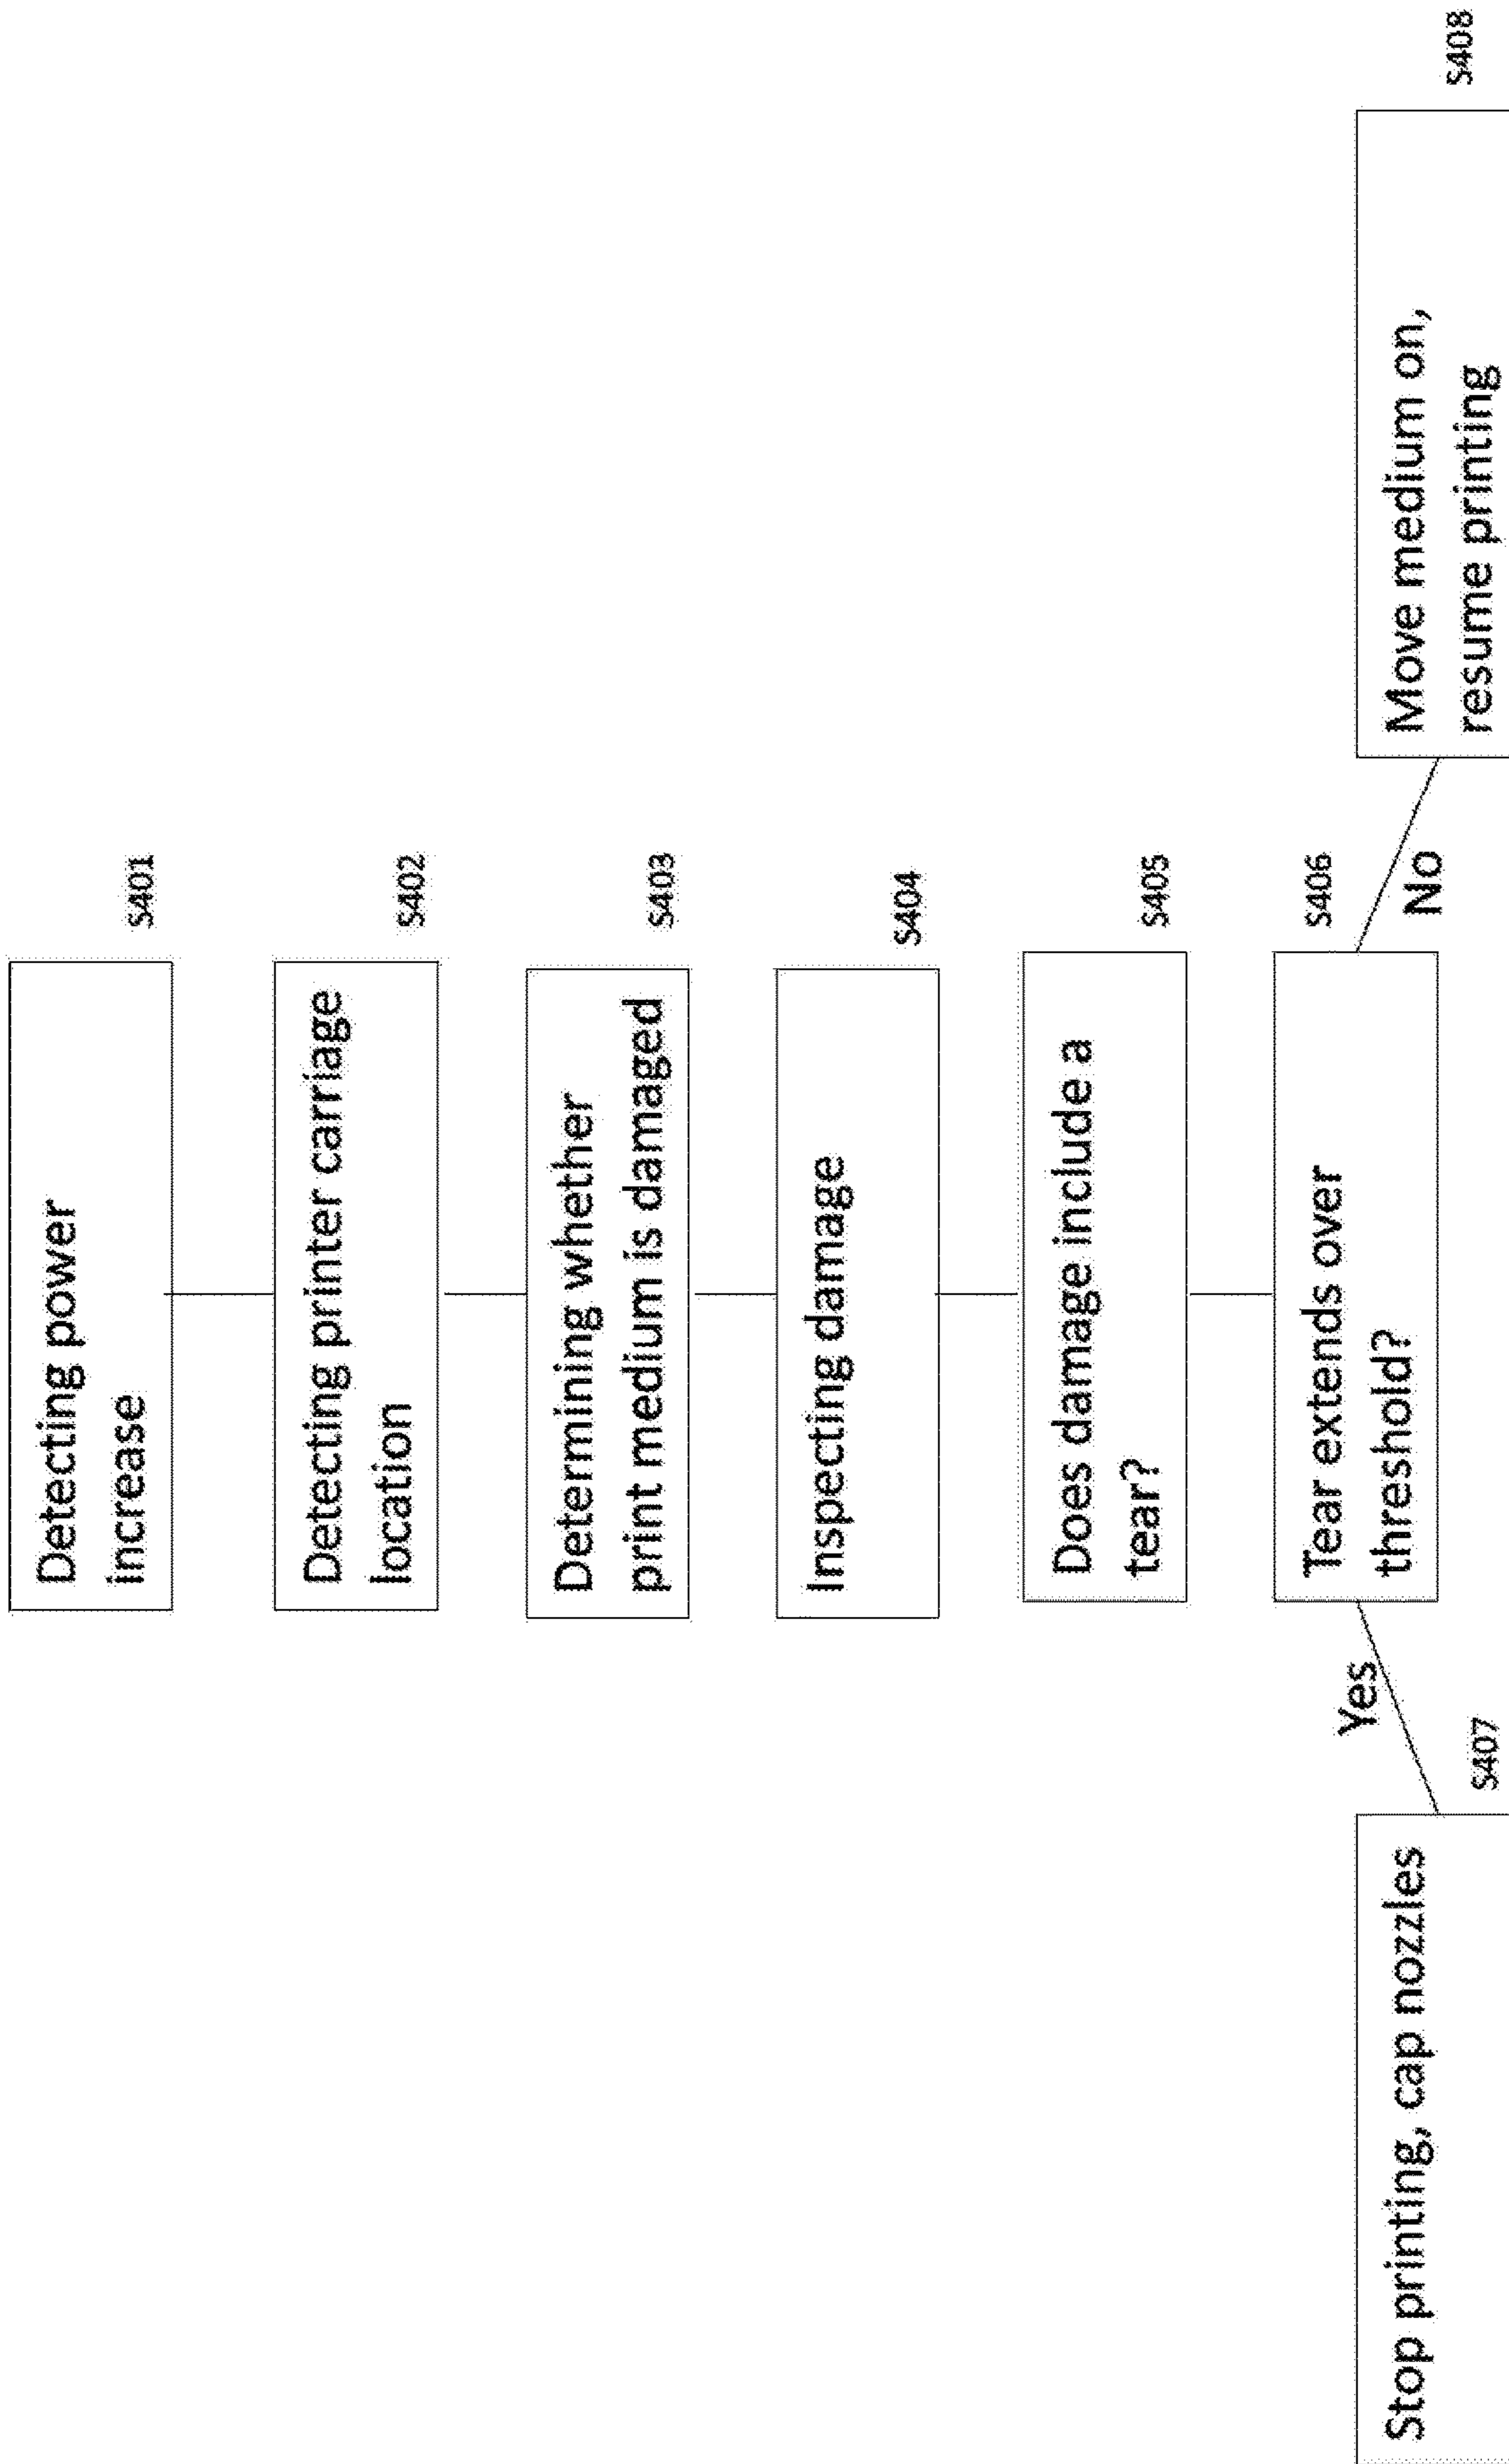 Detecting power
increase
S401
Detecting printer carriage
location
S402
Determining whether
print medium is damaged
S403
Inspecting damage
S404
Does damage include a
tear?
S405
Tear extends over
threshold?
S406
Yes
No
Stop printing, cap nozzles
S407
Move medium on,
resume printing
S408